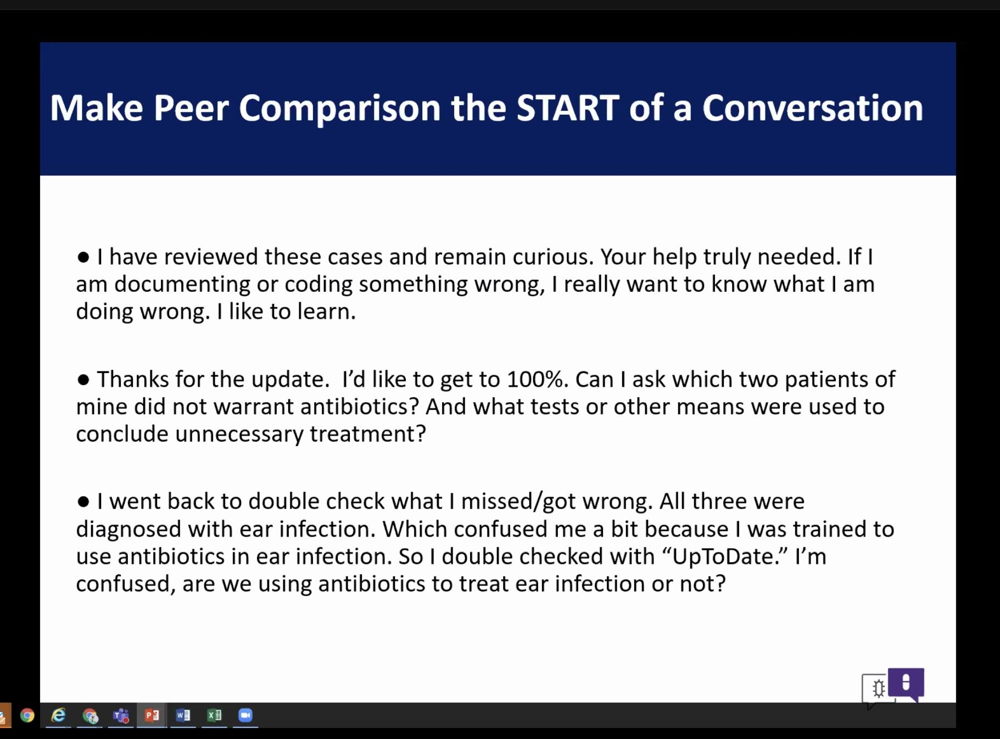 Make Peer Comparison the START of a Conversation
● I have reviewed these cases and remain curious. Your help truly needed. If I
am documenting or coding something wrong, I really want to know what I am
doing wrong. I like to learn.
● Thanks for the update.  I’d like to get to 100%. Can I ask which two patients of
mine did not warrant antibiotics? And what tests or other means were used to
conclude unnecessary treatment?
● I went back to double check what I missed/got wrong. All three were
diagnosed with ear infection. Which confused me a bit because I was trained to
use antibiotics in ear infection. So I double checked with “UpToDate.” I’m
confused, are we using antibiotics to treat ear infection or not?